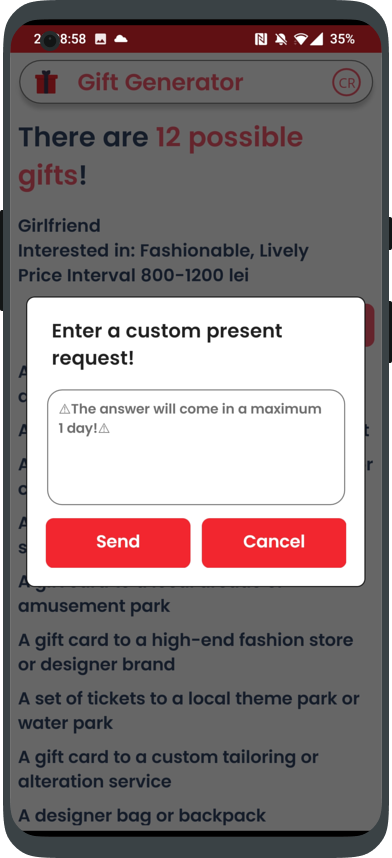 8:58
35%
Gift Generator
CR
There are 12 possible
gifts!
Girlfriend
Interested in: Fashionable, Lively
Price Interval 800-1200 lei
Enter a custom present
request!
⚠The answer will come in a maximum
1 day!⚠
Send
Cancel
amusement park
A gift card to a high-end fashion store
or designer brand
A set of tickets to a local theme park or
water park
A gift card to a custom tailoring or
alteration service
A designer bag or backpack